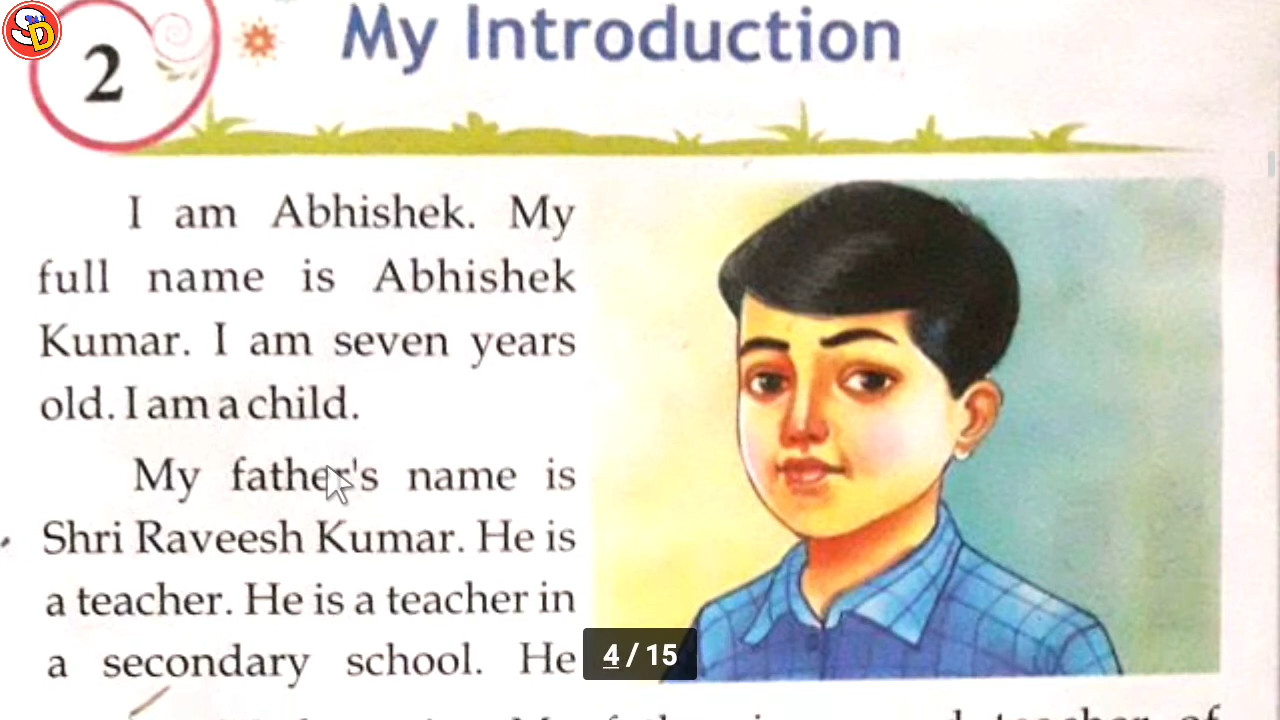 SD
2
My Introduction
I am Abhishek. My
full name is Abhishek
Kumar. I am seven years
old. I am a child.
My father's name is
Shri Raveesh Kumar. He is
a teacher. He is a teacher in
a secondary school. He
4 / 15